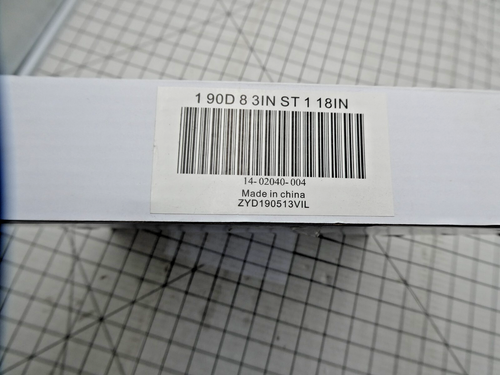 1 90D 8 3IN ST 1 18IN
14- 02040- 004
Made in china
ZYD190513VIL